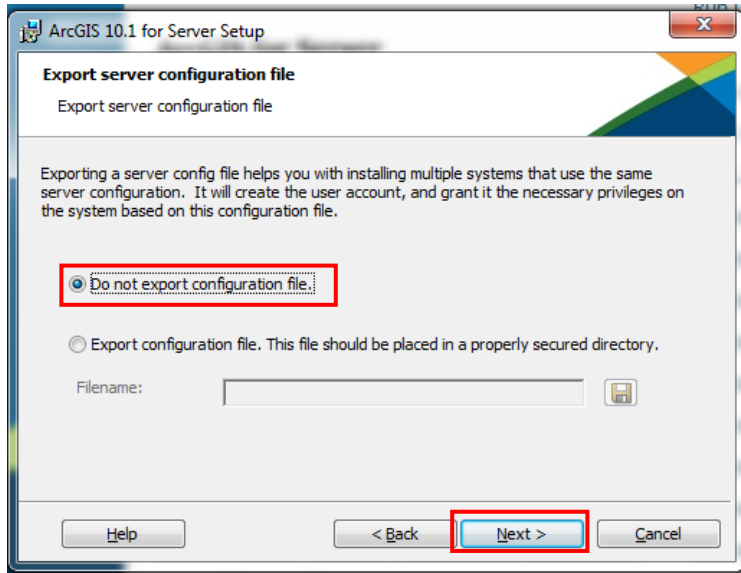 ArcGIS 10.1 for Server Setup
Export server configuration file
Export server configuration file
Exporting a server config file helps you with installing multiple systems that use the same
server configuration. It will create the user account, and grant it the necessary privileges on
the system based on this configuration file.
Do not export configuration file.
Export configuration file. This file should be placed in a properly secured directory.
Filename:
Help
< Back
Next >
Cancel